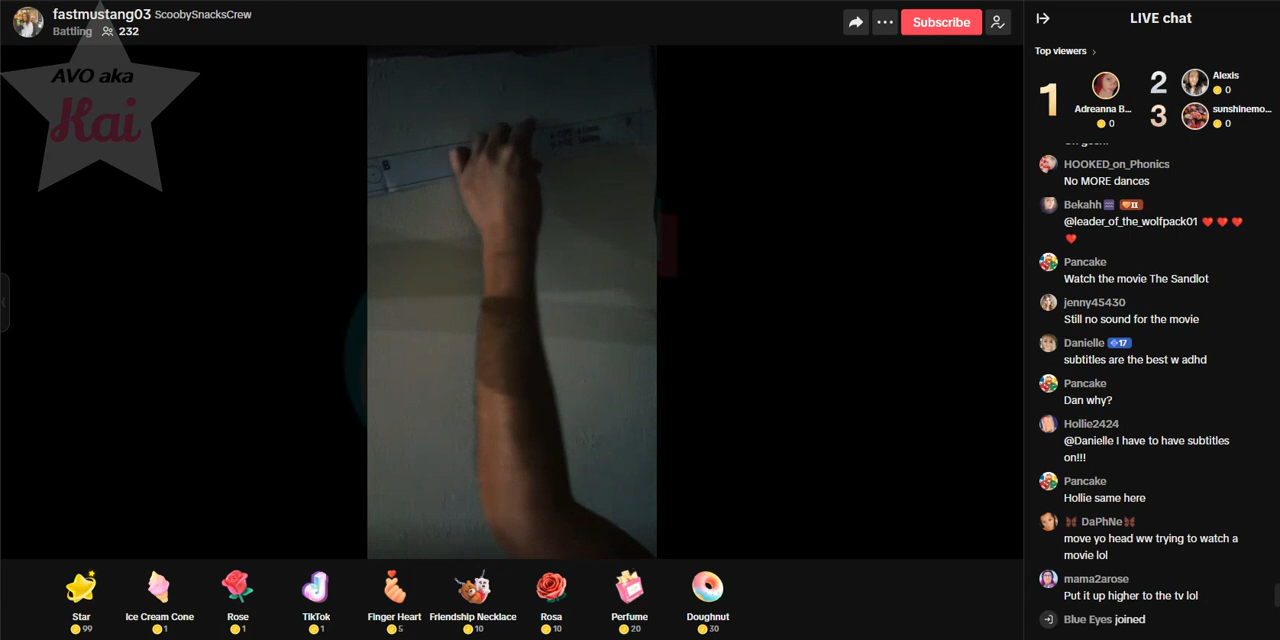 fastmustang03 ScoobySnacksCrew
Battling 232
Subscribe
AVO aka
Kai
B
LIVE chat
Top viewers
1
Adreanna B...
0
2
Alexis
0
3
sunshinemo...
0
HOOKED_on_Phonics
No MORE dances
Bekahh II
@leader_of_the_wolfpack01 ❤️ ❤️ ❤️
❤️
Pancake
Watch the movie The Sandlot
jenny45430
Still no sound for the movie
Danielle 17
subtitles are the best w adhd
Pancake
Dan why?
Hollie2424
@Danielle I have to have subtitles
on!!!
Pancake
Hollie same here
DaPhNe
move yo head ww trying to watch a
movie lol
mama2arose
Put it up higher to the tv lol
Blue Eyes joined
Star
99
Ice Cream Cone
1
Rose
1
TikTok
1
Finger Heart
5
Friendship Necklace
10
Rosa
10
Perfume
20
Doughnut
30